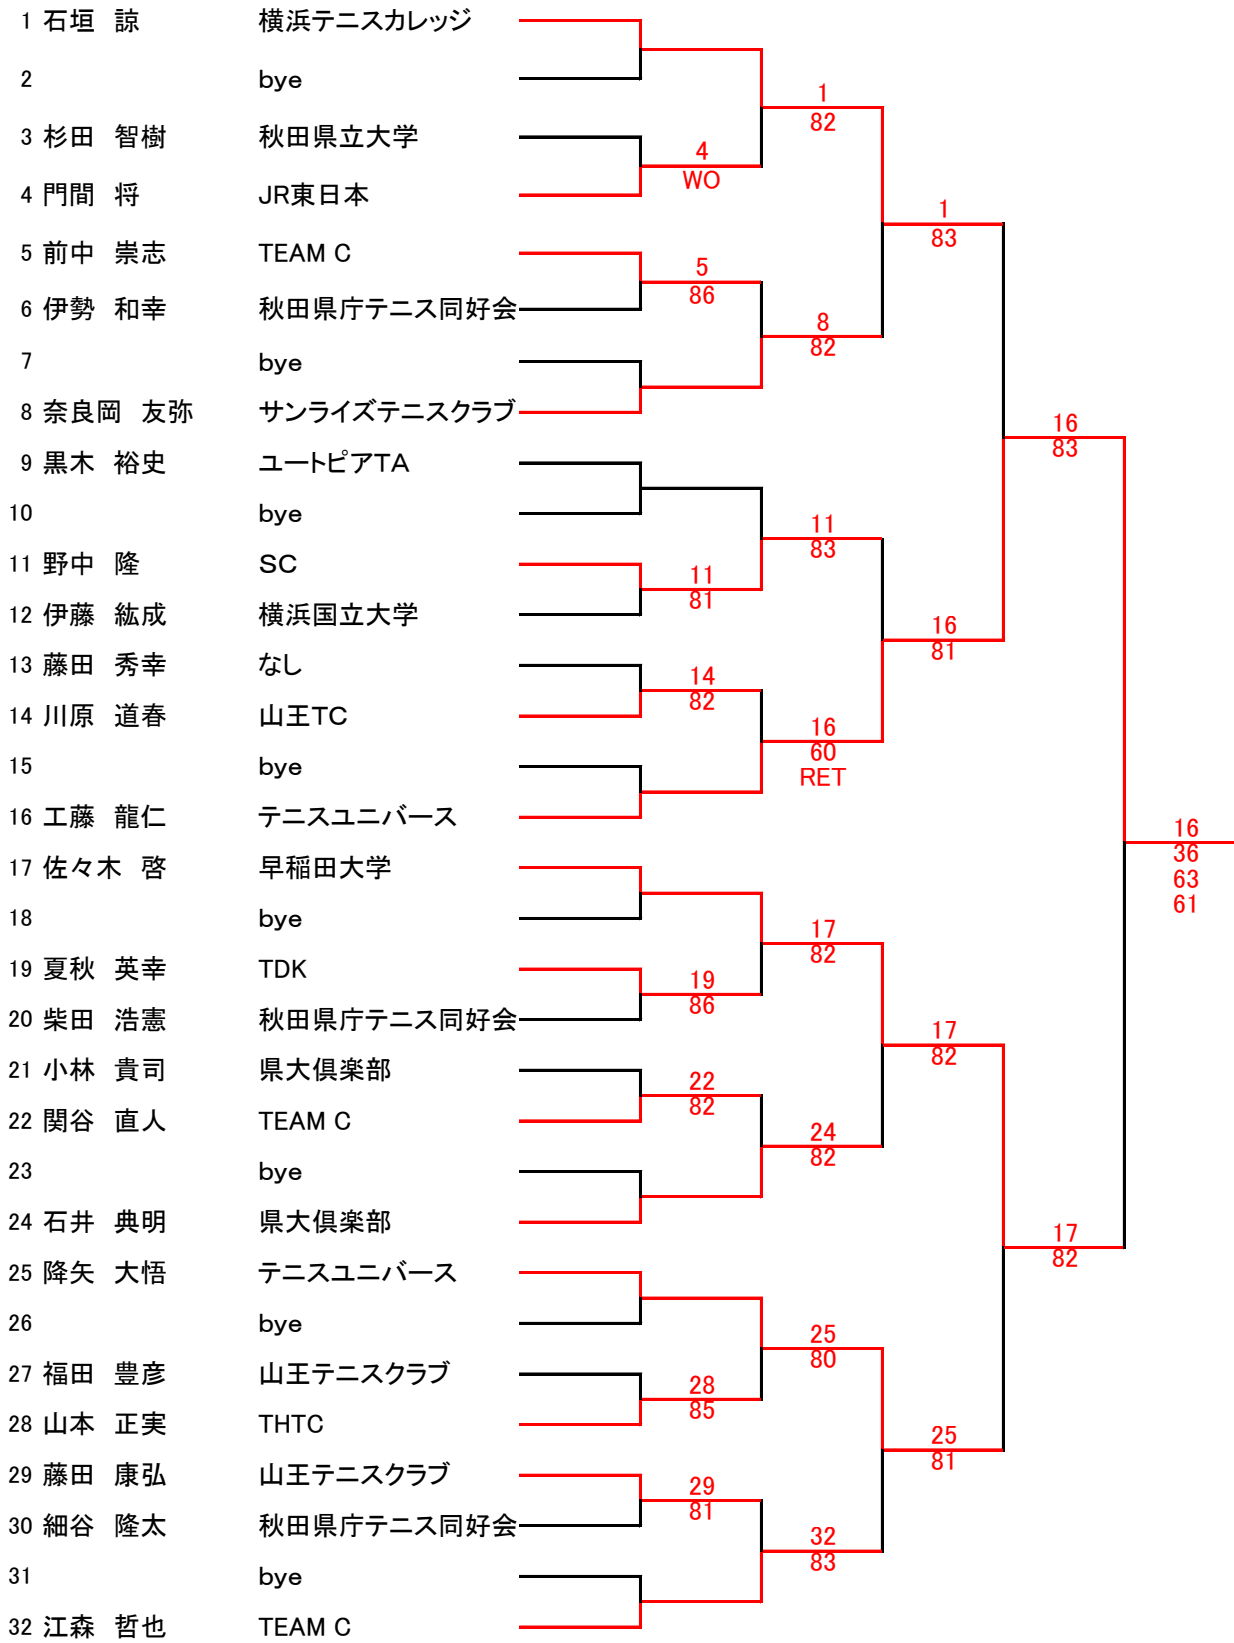 1 石垣 諒 横浜テニスカレッジ
2 bye
1
82
3 杉田 智樹 秋田県立大学
4
WO
4 門間 将 JR東日本
1
83
5 前中 崇志 TEAM C
5
86
6 伊勢 和幸 秋田県庁テニス同好会
8
82
7 bye
8 奈良岡 友弥 サンライズテニスクラブ
16
83
9 黒木 裕史 ユートピアTA
10 bye
11
83
11 野中 隆 SC
11
81
12 伊藤 紘成 横浜国立大学
16
81
13 藤田 秀幸 なし
14
82
14 川原 道春 山王TC
16
60
RET
15 bye
16 工藤 龍仁 テニスユニバース
16
36
63
61
17 佐々木 啓 早稲田大学
18 bye
17
82
19 夏秋 英幸 TDK
19
86
20 柴田 浩憲 秋田県庁テニス同好会
17
82
21 小林 貴司 県大倶楽部
22
82
22 関谷 直人 TEAM C
24
82
23 bye
24 石井 典明 県大倶楽部
17
82
25 降矢 大悟 テニスユニバース
26 bye
25
80
27 福田 豊彦 山王テニスクラブ
28
85
28 山本 正実 THTC
25
81
29 藤田 康弘 山王テニスクラブ
29
81
30 細谷 隆太 秋田県庁テニス同好会
32
83
31 bye
32 江森 哲也 TEAM C